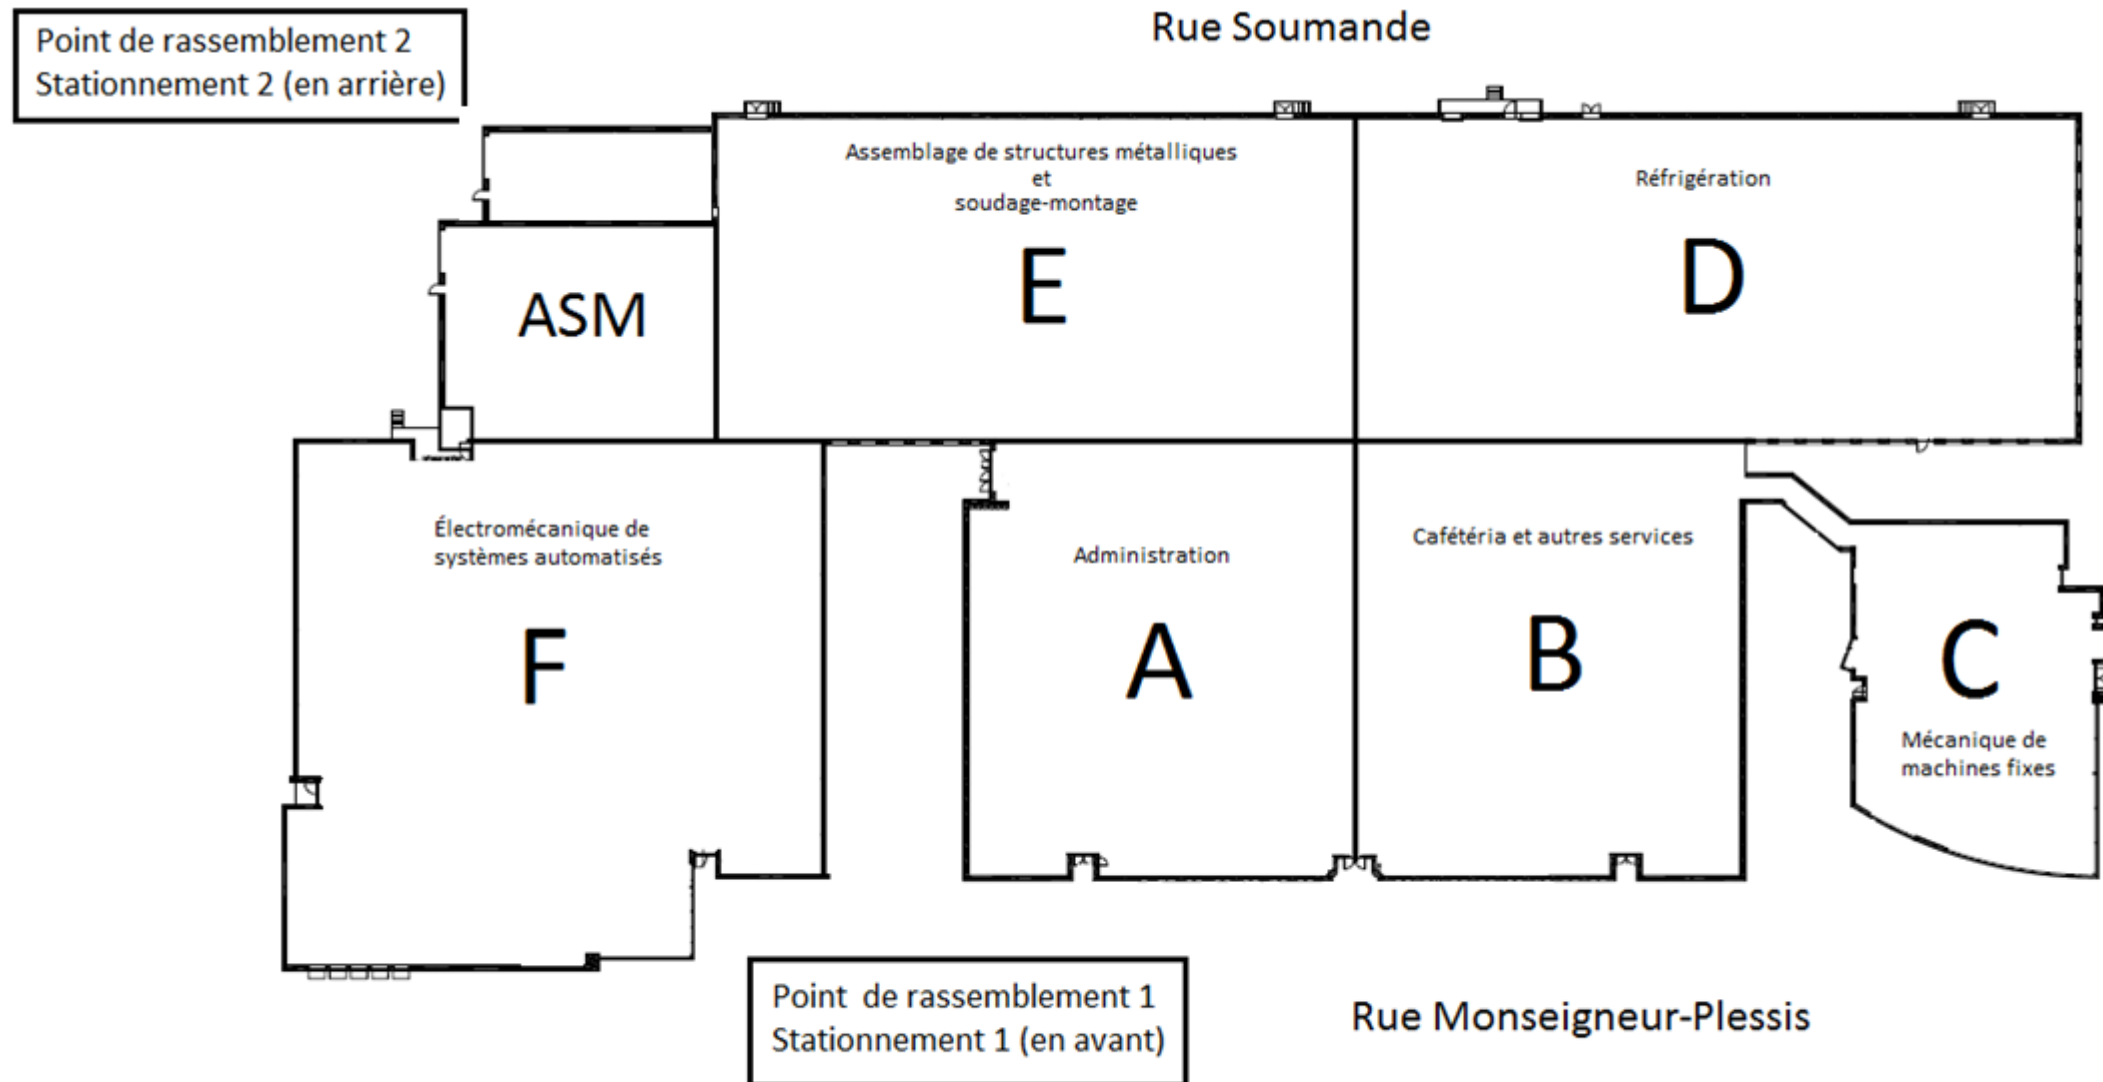 Point de rassemblement 2
Stationnement 2 (en arrière)
Rue Soumande
Assemblage de structures métalliques
et
soudage-montage
E
Réfrigération
D
ASM
Électromécanique de
systèmes automatisés
F
Administration
A
Cafétéria et autres services
B
C
Mécanique de
machines fixes
Point de rassemblement 1
Stationnement 1 (en avant)
Rue Monseigneur-Plessis